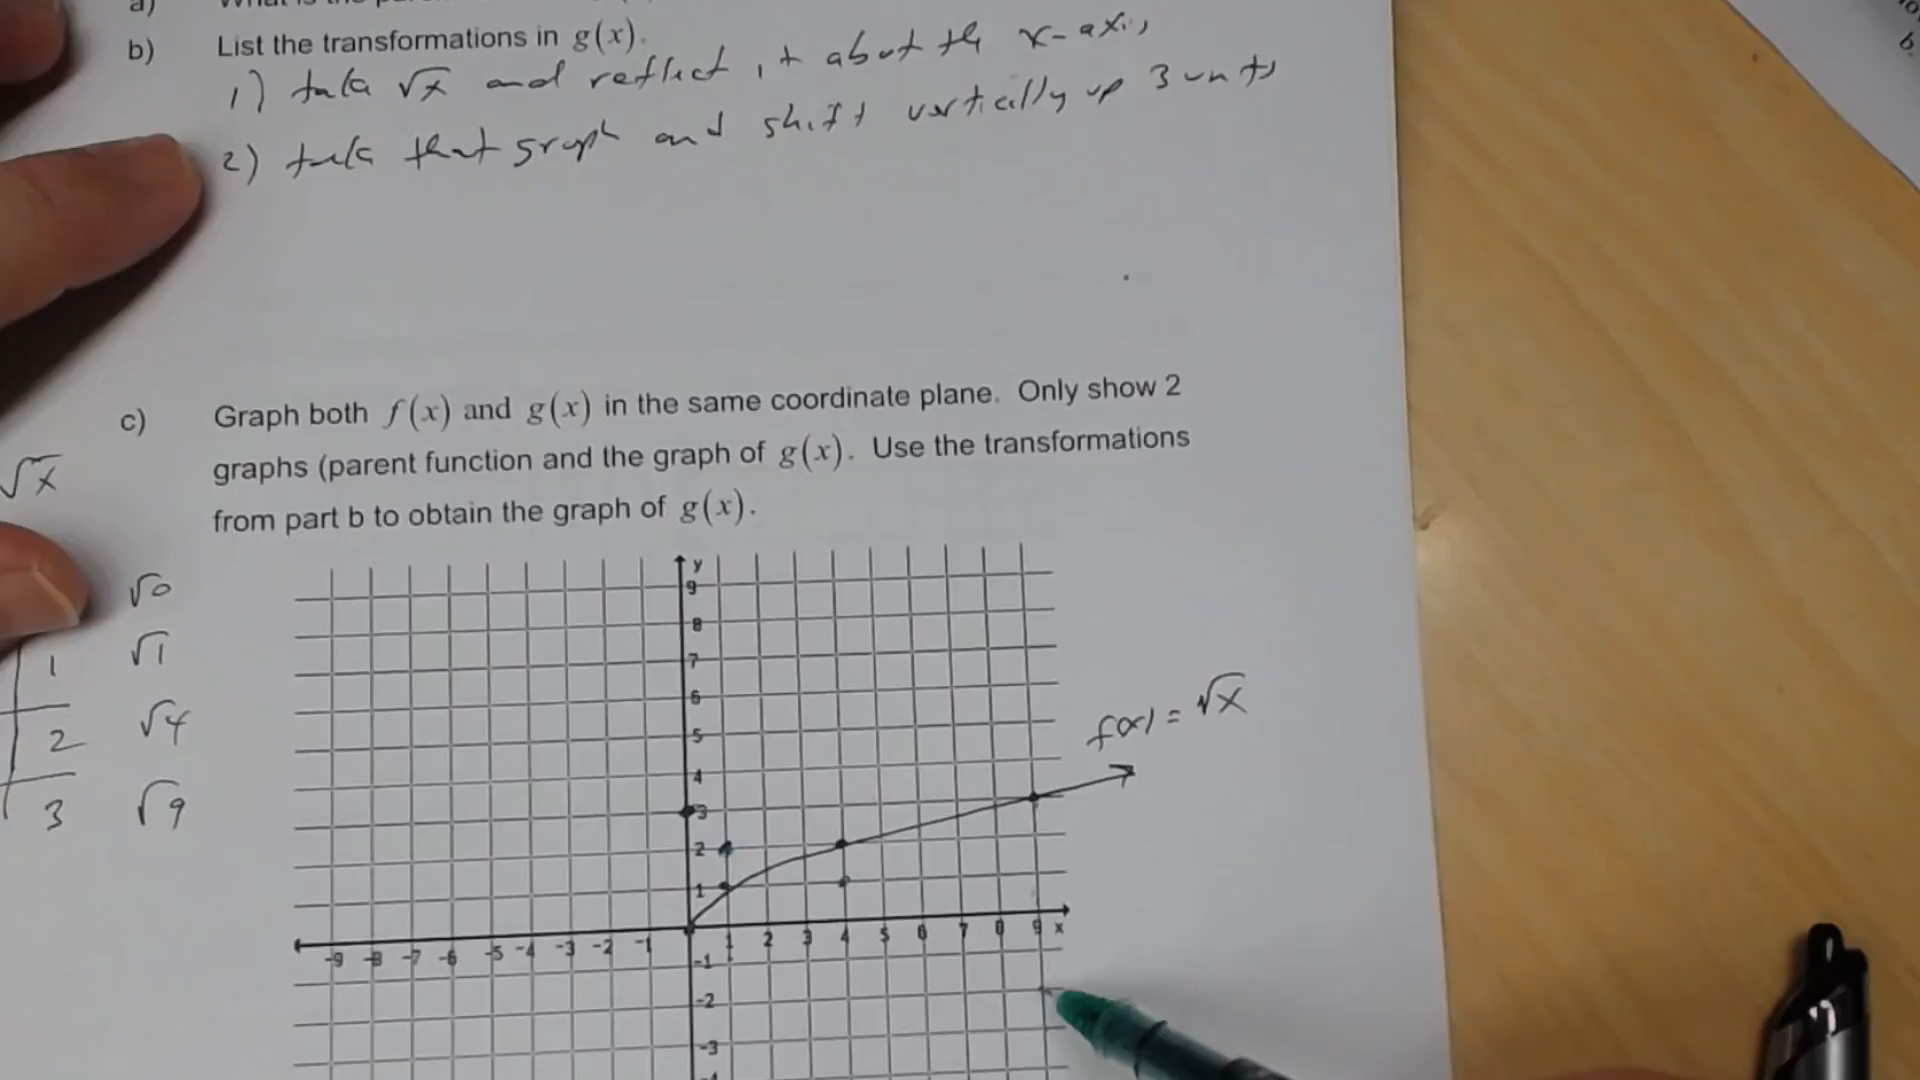 a)
b) List the transformations in g(x).
1) take √x and reflect it about the x-axis
2) take that graph and shift vertically up 3 units
c) Graph both f(x) and g(x) in the same coordinate plane. Only show 2
graphs (parent function and the graph of g(x). Use the transformations
from part b to obtain the graph of g(x).
√x
√0
1 √1
2 √4
3 √9
y
9
8
7
6
5
4
3
2
1
f(x) = √x
-9 -8 -7 -6 -5 -4 -3 -2 -1 1 2 3 4 5 6 7 8 9 x
-1
-2
-3